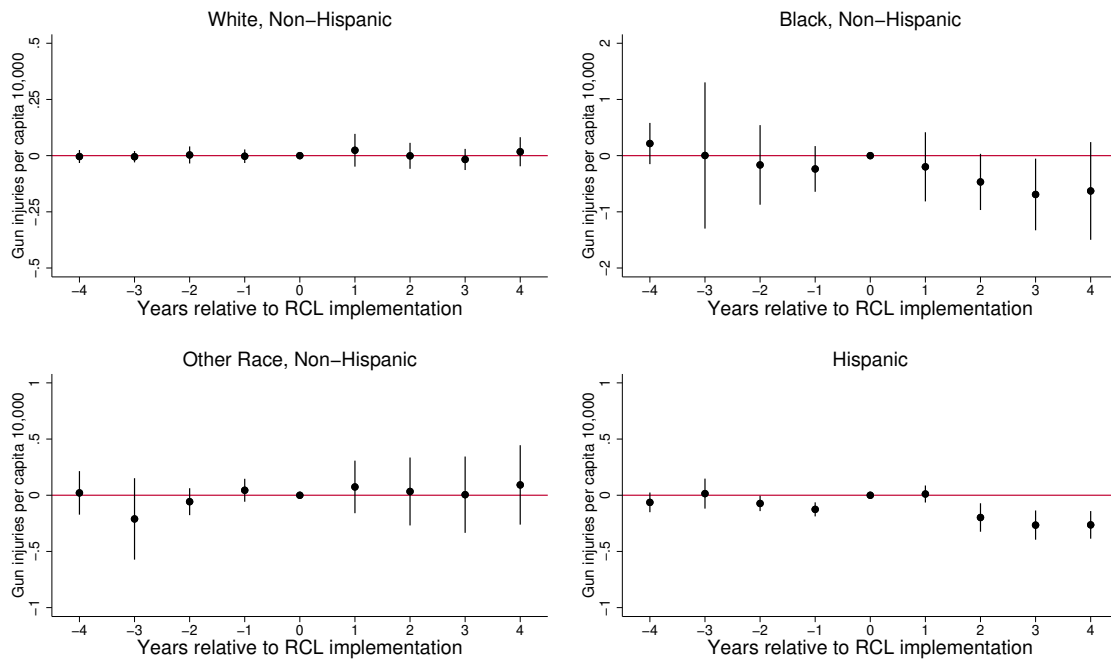 White, Non−Hispanic
Gun injuries per capita 10,000
.5
.25
0
−.25
−.5
−4 −3 −2 −1 0 1 2 3 4
Years relative to RCL implementation
Black, Non−Hispanic
Gun injuries per capita 10,000
2
1
0
−1
−2
−4 −3 −2 −1 0 1 2 3 4
Years relative to RCL implementation
Other Race, Non−Hispanic
Gun injuries per capita 10,000
1
.5
0
−.5
−1
−4 −3 −2 −1 0 1 2 3 4
Years relative to RCL implementation
Hispanic
Gun injuries per capita 10,000
1
.5
0
−.5
−1
−4 −3 −2 −1 0 1 2 3 4
Years relative to RCL implementation